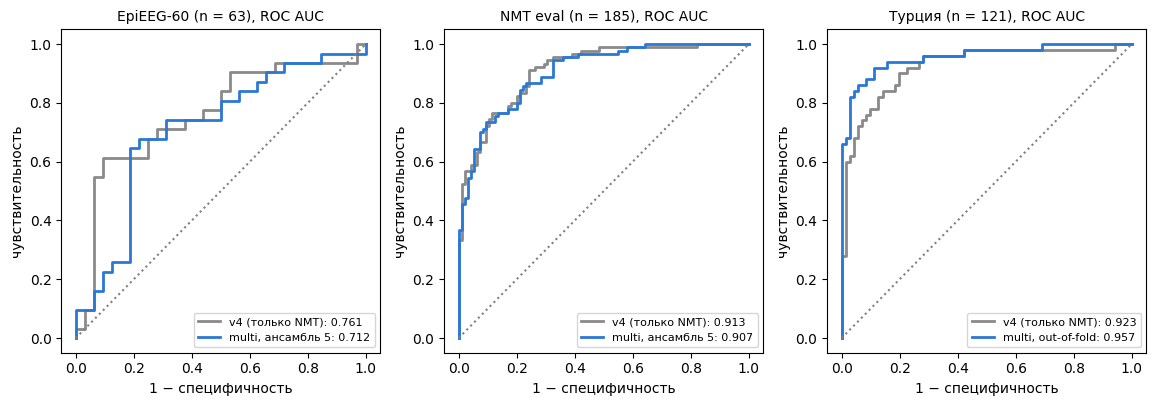 EpiEEG-60 (n = 63), ROC AUC
1.0
0.8
0.6
0.4
0.2
0.0
чувствительность
0.0 0.2 0.4 0.6 0.8 1.0
1 − специфичность
v4 (только NMT): 0.761
multi, ансамбль 5: 0.712
NMT eval (n = 185), ROC AUC
1.0
0.8
0.6
0.4
0.2
0.0
чувствительность
0.0 0.2 0.4 0.6 0.8 1.0
1 − специфичность
v4 (только NMT): 0.913
multi, ансамбль 5: 0.907
Турция (n = 121), ROC AUC
1.0
0.8
0.6
0.4
0.2
0.0
чувствительность
0.0 0.2 0.4 0.6 0.8 1.0
1 − специфичность
v4 (только NMT): 0.923
multi, out-of-fold: 0.957